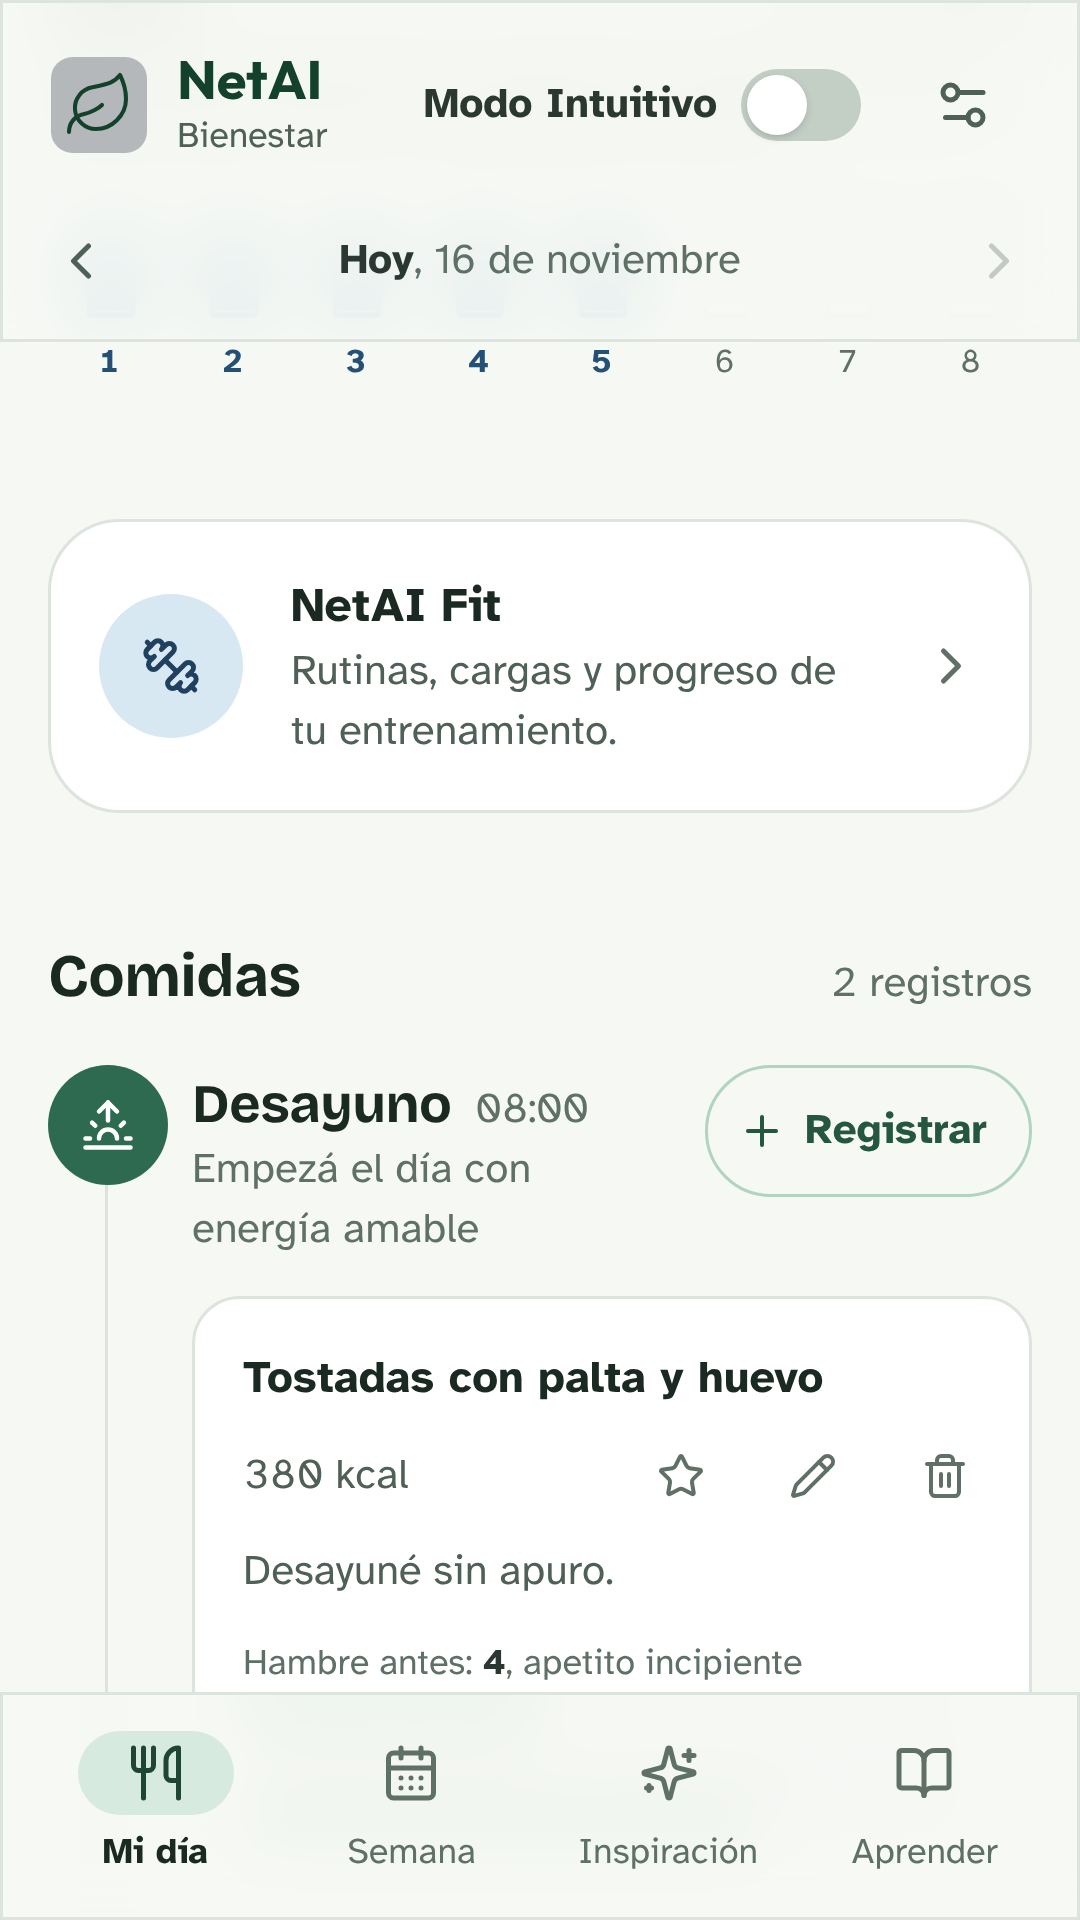 NetAI
Bienestar
Modo Intuitivo
Hoy, 16 de noviembre
1 2 3 4 5 6 7 8
NetAI Fit
Rutinas, cargas y progreso de
tu entrenamiento.
Comidas
2 registros
Desayuno 08:00
Empezá el día con
energía amable
+ Registrar
Tostadas con palta y huevo
380 kcal
Desayuné sin apuro.
Hambre antes: 4, apetito incipiente
Mi día
Semana
Inspiración
Aprender